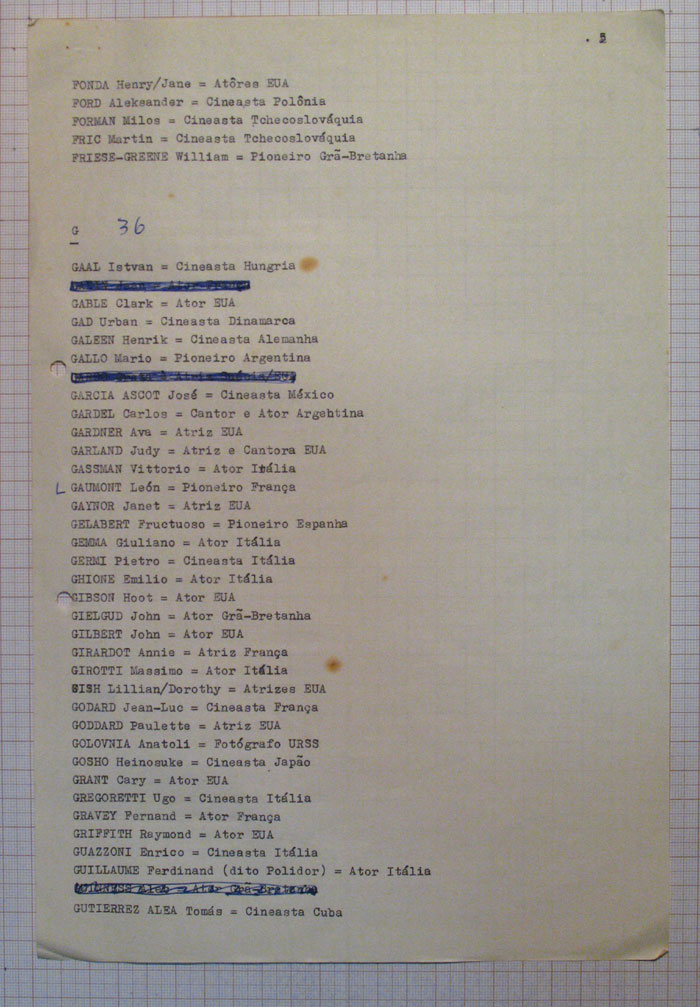 5
FONDA Henry/Jane = Atôres EUA
FORD Aleksander = Cineasta Polônia
FORMAN Milos = Cineasta Tchecoslováquia
FRIC Martin = Cineasta Tchecoslováquia
FRIESE-GREENE William = Pioneiro Grã-Bretanha
G 36
GAAL Istvan = Cineasta Hungria
GABLE Clark = Ator EUA
GAD Urban = Cineasta Dinamarca
GALEEN Henrik = Cineasta Alemanha
GALLO Mario = Pioneiro Argentina
GARCIA ASCOT José = Cineasta México
GARDEL Carlos = Cantor e Ator Argehtina
GARDNER Ava = Atriz EUA
GARLAND Judy = Atriz e Cantora EUA
GASSMAN Vittorio = Ator Itália
L GAUMONT León = Pioneiro França
GAYNOR Janet = Atriz EUA
GELABERT Fructuoso = Pioneiro Espanha
GEMMA Giuliano = Ator Itália
GERMI Pietro = Cineasta Itália
GHIONE Emilio = Ator Itália
GIBSON Hoot = Ator EUA
GIELGUD John = Ator Grã-Bretanha
GILBERT John = Ator EUA
GIRARDOT Annie = Atriz França
GIROTTI Massimo = Ator Itália
GISH Lillian/Dorothy = Atrizes EUA
GODARD Jean-Luc = Cineasta França
GODDARD Paulette = Atriz EUA
GOLOVNIA Anatoli = Fotógrafo URSS
GOSHO Heinosuke = Cineasta Japão
GRANT Cary = Ator EUA
GREGORETTI Ugo = Cineasta Itália
GRAVEY Fernand = Ator França
GRIFFITH Raymond = Ator EUA
GUAZZONI Enrico = Cineasta Itália
GUILLAUME Ferdinand (dito Polidor) = Ator Itália
= Ator Grã-Bretanha
GUTIERREZ ALEA Tomás = Cineasta Cuba